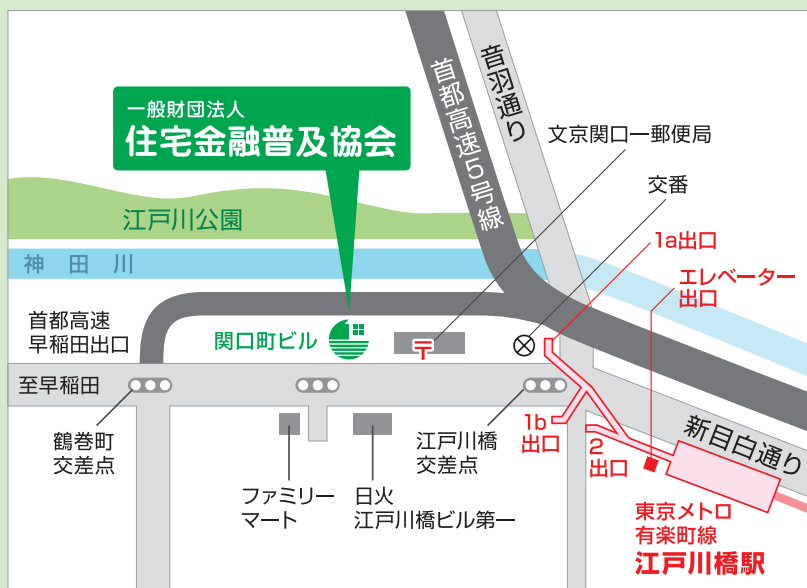 一般財団法人
住宅金融普及協会
首都高速5号線
音羽通り
文京関口一郵便局
交番
1a出口
エレベーター
出口
江戸川公園
神田川
首都高速
早稲田出口
関口町ビル
〒
至早稲田
鶴巻町
交差点
江戸川橋
交差点
1b
出口
2
出口
新目白通り
ファミリー
マート
日火
江戸川橋ビル第一
東京メトロ
有楽町線
江戸川橋駅